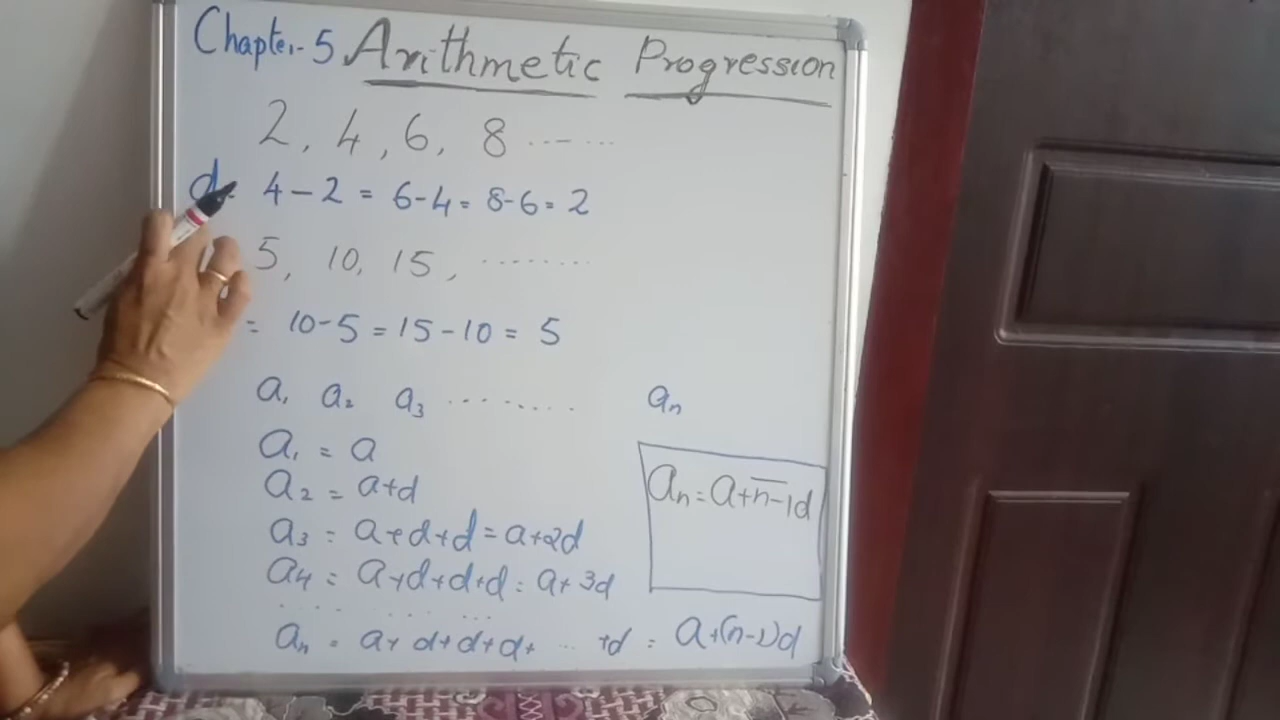 Chapter-5 Arithmetic Progression
2, 4, 6, 8 ......
d= 4-2 = 6-4 = 8-6 = 2
5, 10, 15, ........
= 10-5 = 15-10 = 5
a₁ a₂ a₃ ........ aₙ
a₁ = a
a₂ = a+d
a₃ = a+d+d = a+2d
a₄ = a+d+d+d = a+3d
aₙ = a+n̅-̅1̅d
.... .... ...
aₙ = a+d+d+d+ ... +d = a+(n-1)d